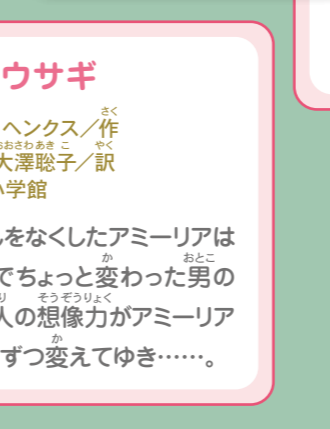 ウサギ
ヘンクス／作
大澤聡子／訳
小学館
んをなくしたアミーリアは
でちょっと変わった男の
人の想像力がアミーリア
ずつ変えてゆき……。